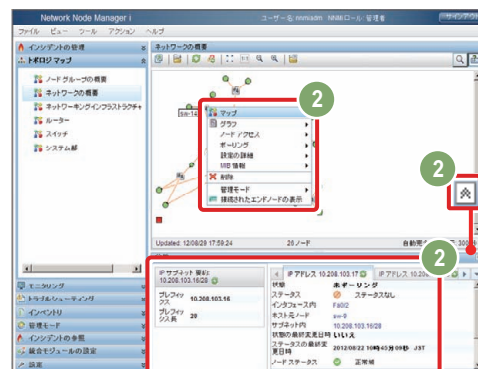 Network Node Manager i
ユーザー名: nnmiadm NNMiロール: 管理者
サインアウト
ファイル ビュー ツール アクション ヘルプ
インシデントの管理
トポロジマップ
ノードグループの概要
ネットワークの概要
ネットワーキングインフラストラクチャ
ルーター
スイッチ
システム部
モニタリング
トラブルシューティング
インベントリ
管理モード
インシデントの参照
統合モジュールの設定
設定
ネットワークの概要
sw-14
マップ
グラフ
ノードアクセス
ポーリング
設定の詳細
MIB 情報
削除
管理モード
接続されたエンドノードの表示
2
2
2
Updated: 12/08/29 17:59:24
20 ノード
IP サブネット 要約:
10.208.103.16/28
プレフィックス
10.208.103.16
プレフィックス長
28
IP アドレス 10.208.103.17
IP アドレス 10.208.103.
状態 未ポーリング
ステータス ステータスなし
インタフェース内 Fa0/2
ホスト元ノード sw-9
サブネット内 10.208.103.16/28
状態の最終変更日時 いいえ
ステータスの最終変更日時 2012/08/22 10時45分09秒 JST
ノードステータス 正常域